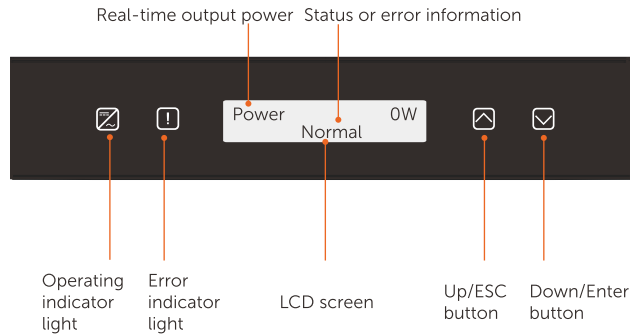 Real-time output power
Status or error information
Power 0W
Normal
Operating
indicator
light
Error
indicator
light
LCD screen
Up/ESC
button
Down/Enter
button